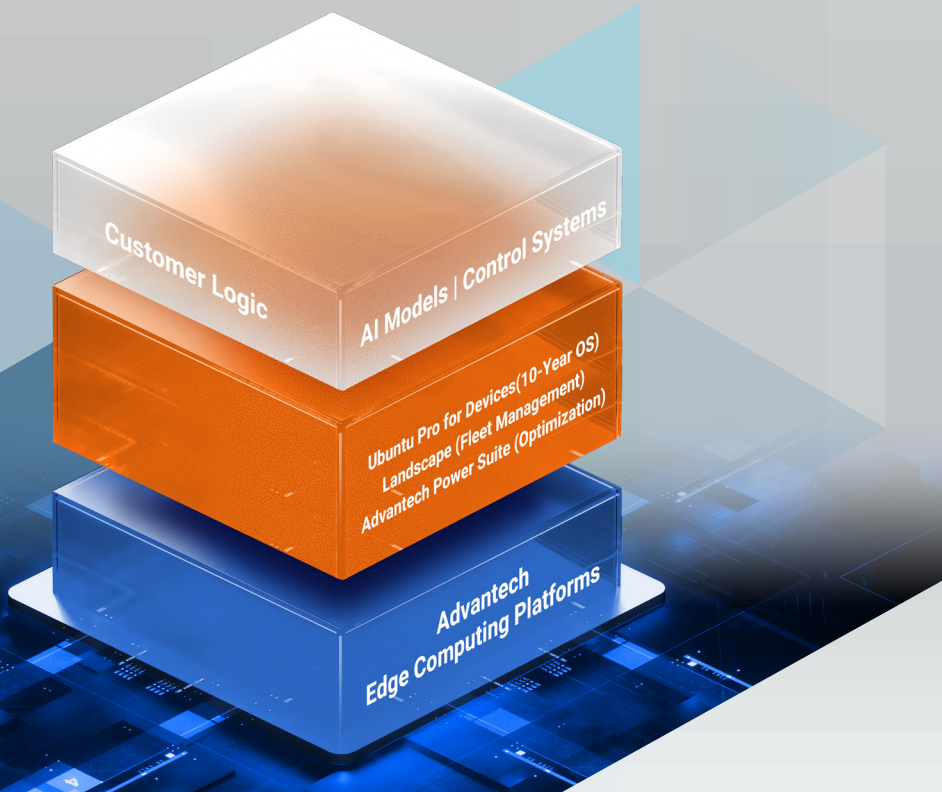 Customer Logic
AI Models | Control Systems
Ubuntu Pro for Devices(10-Year OS)
Landscape (Fleet Management)
Advantech Power Suite (Optimization)
Advantech
Edge Computing Platforms
4